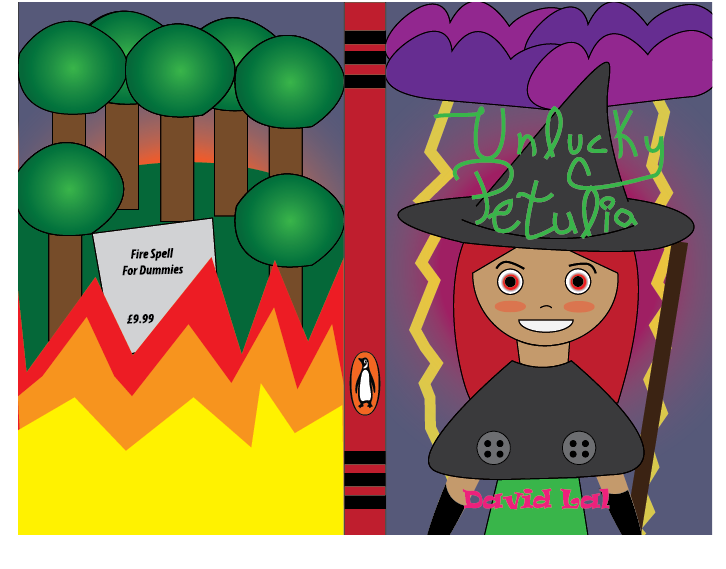 Fire Spell
For Dummies
£9.99
Unlucky
Petulia
David Lal